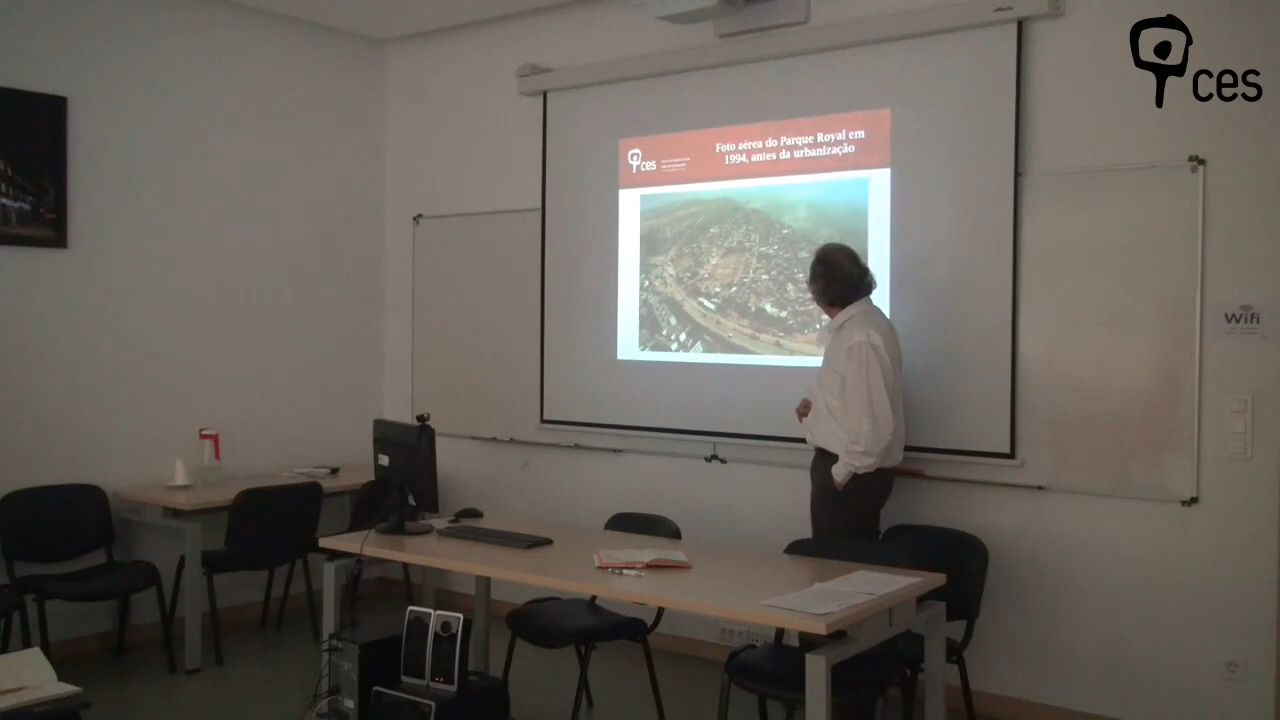 ces
Foto aérea do Parque Royal em
1994, antes da urbanização
ces
Wifi